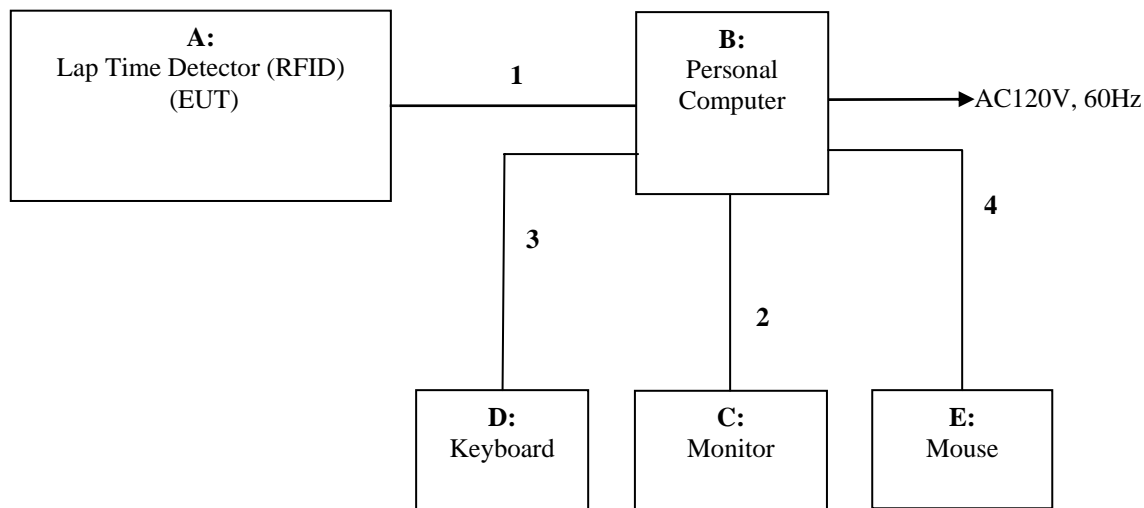 A:
Lap Time Detector (RFID)
(EUT)
1
B:
Personal
Computer
AC120V, 60Hz
3
4
2
D:
Keyboard
C:
Monitor
E:
Mouse